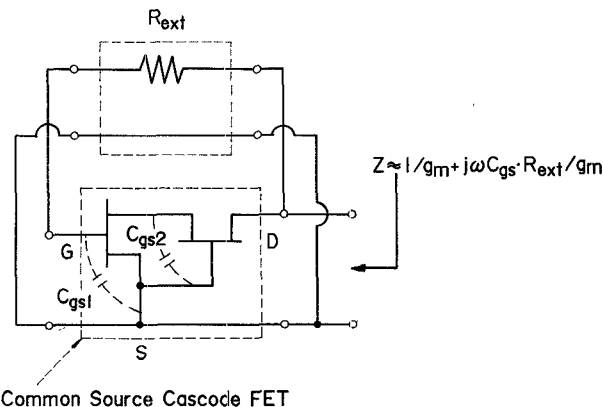 Rext
Z≈1/gm+jωCgs·Rext/gm
G
Cgs2
D
Cgs1
S
Common Source Cascode FET